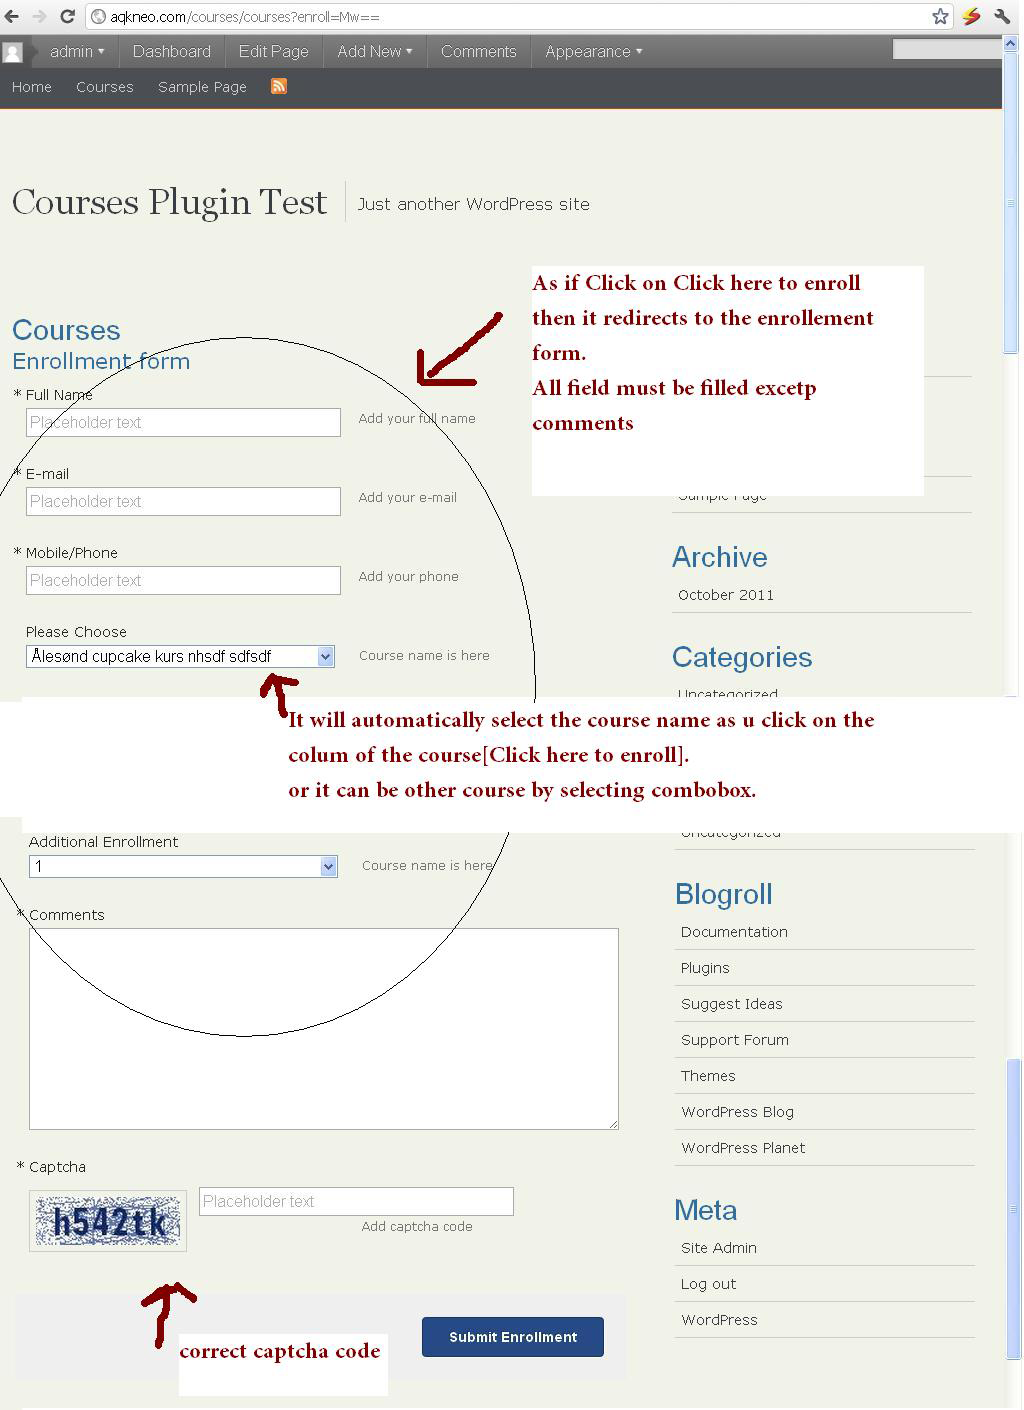 aqkneo.com/courses/courses?enroll=Mw==
admin Dashboard Edit Page Add New Comments Appearance
Home Courses Sample Page
Courses Plugin Test
Just another WordPress site
As if Click on Click here to enroll
then it redirects to the enrollement
form.
All field must be filled excetp
comments
Courses
Enrollment form
* Full Name
Placeholder text
Add your full name
* E-mail
Placeholder text
Add your e-mail
* Mobile/Phone
Placeholder text
Add your phone
Please Choose
Ålesønd cupcake kurs nhsdf sdfsdf
Course name is here
It will automatically select the course name as u click on the
colum of the course[Click here to enroll].
or it can be other course by selecting combobox.
Additional Enrollment
1
Course name is here
* Comments
* Captcha
h542tk
Placeholder text
Add captcha code
correct captcha code
Submit Enrollment
Sample Page
Archive
October 2011
Categories
Uncategorized
Uncategorized
Blogroll
Documentation
Plugins
Suggest Ideas
Support Forum
Themes
WordPress Blog
WordPress Planet
Meta
Site Admin
Log out
WordPress